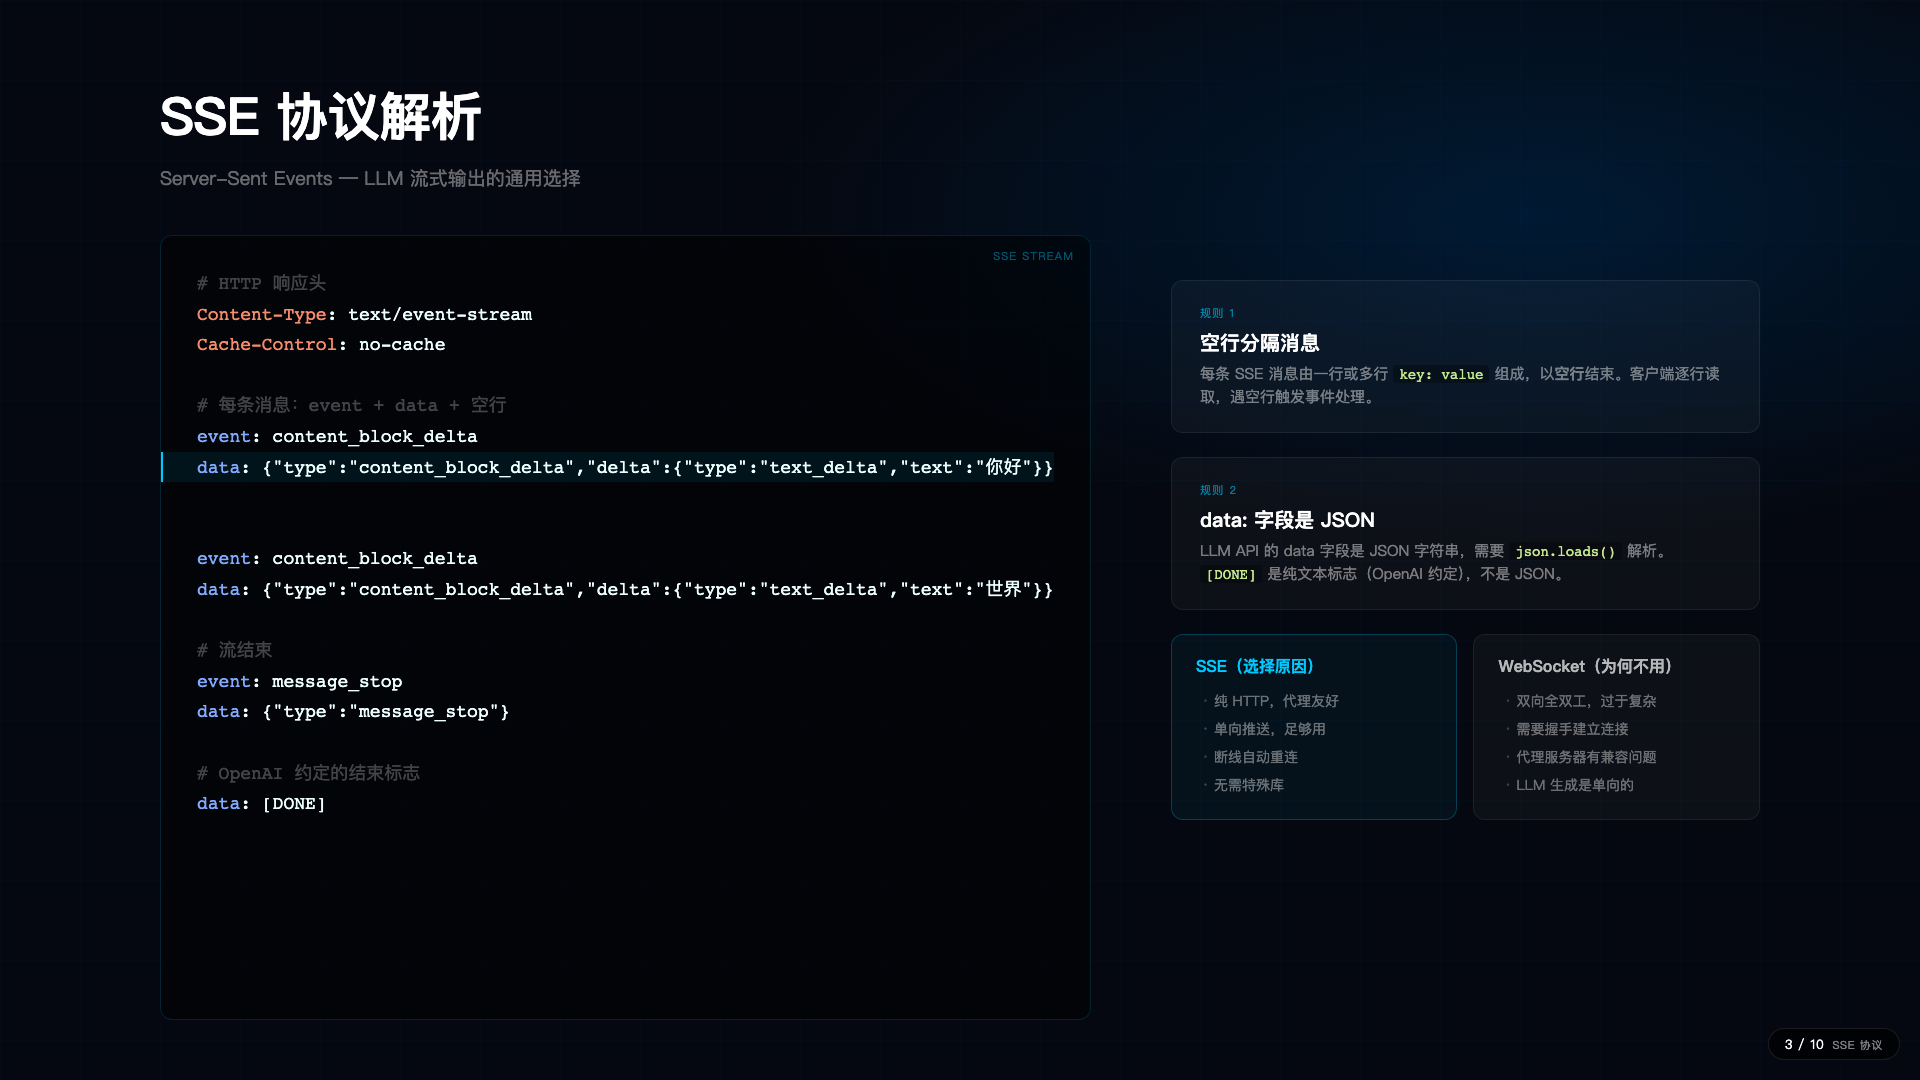 SSE 协议解析
Server-Sent Events — LLM 流式输出的通用选择
SSE STREAM
# HTTP 响应头
Content-Type: text/event-stream
Cache-Control: no-cache
# 每条消息: event + data + 空行
event: content_block_delta
data: {"type":"content_block_delta","delta":{"type":"text_delta","text":"你好"}}
event: content_block_delta
data: {"type":"content_block_delta","delta":{"type":"text_delta","text":"世界"}}
# 流结束
event: message_stop
data: {"type":"message_stop"}
# OpenAI 约定的结束标志
data: [DONE]
规则 1
空行分隔消息
每条 SSE 消息由一行或多行 key: value 组成，以空行结束。客户端逐行读
取，遇空行触发事件处理。
规则 2
data: 字段是 JSON
LLM API 的 data 字段是 JSON 字符串，需要 json.loads() 解析。
[DONE] 是纯文本标志（OpenAI 约定），不是 JSON。
SSE（选择原因）
· 纯 HTTP，代理友好
· 单向推送，足够用
· 断线自动重连
· 无需特殊库
WebSocket（为何不用）
· 双向全双工，过于复杂
· 需要握手建立连接
· 代理服务器有兼容问题
· LLM 生成是单向的
3 / 10 SSE 协议